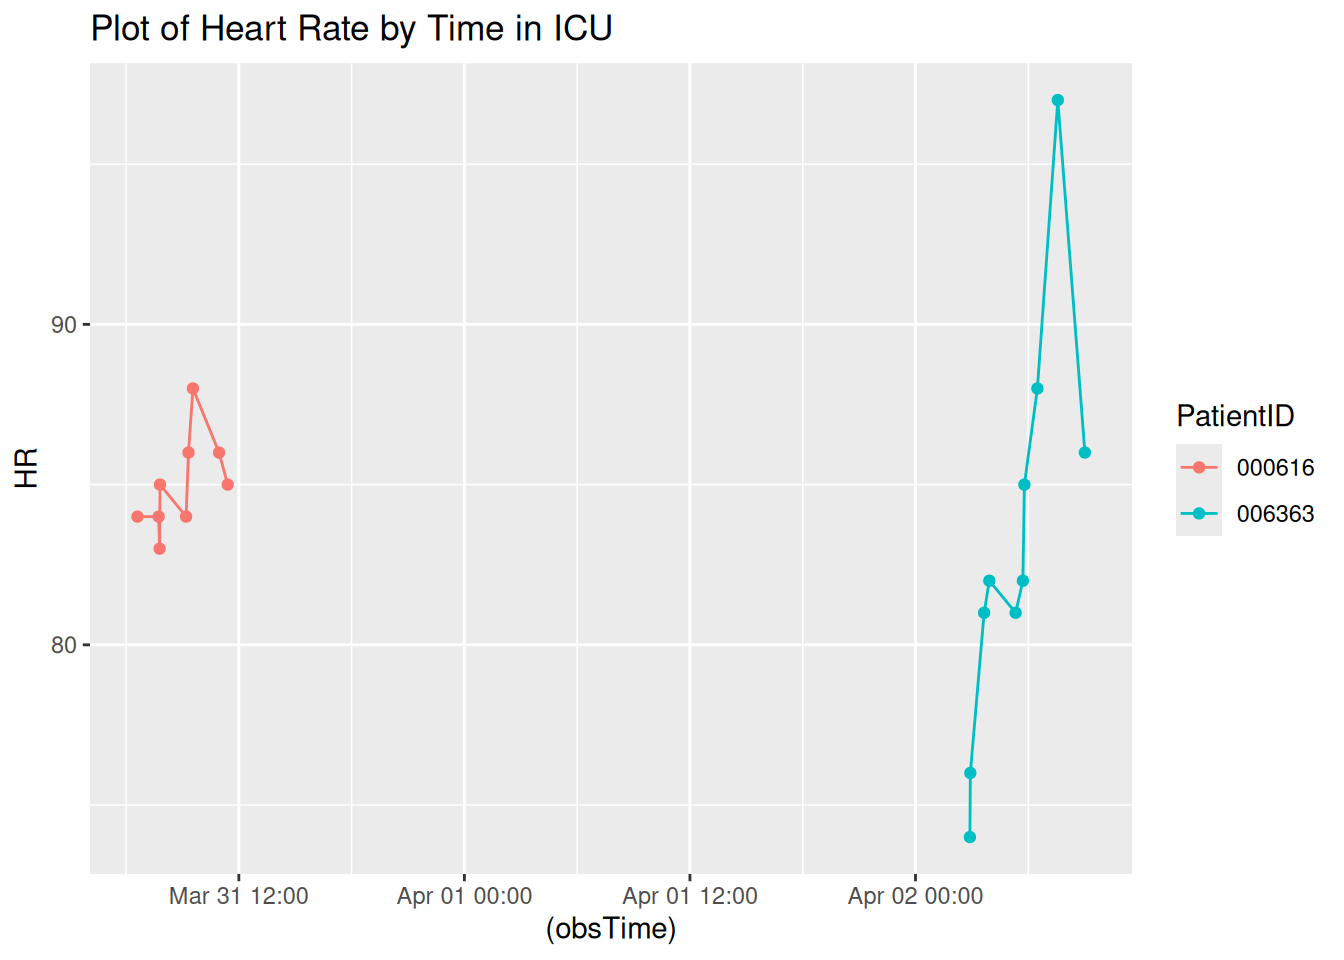 Plot of Heart Rate by Time in ICU
HR
90
80
Mar 31 12:00
Apr 01 00:00
Apr 01 12:00
Apr 02 00:00
(obsTime)
PatientID
000616
006363